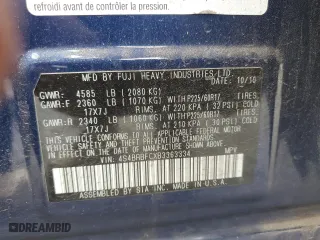 refroidi avant de contrôler la pression.
MFD BY FUJI HEAVY INDUSTRIES LTD. 10/10
GVWR: 4585 LB (2080 KG)
GAWR:F 2360 LB (1070 KG) WITH P225/60R17 TIRES,
17X7J RIMS, AT 220 KPA ( 32 PSI) COLD
GAWR:R 2340 LB (1060 KG) WITH P225/60R17 TIRES,
17X7J RIMS, AT 210 KPA ( 30 PSI) COLD
THIS VEHICLE CONFORMS TO ALL APPLICABLE FEDERAL MOTOR
VEHICLE SAFETY AND THEFT PREVENTION STANDARDS IN EFFECT
ON THE DATE OF MANUFACTURE SHOWN ABOVE.
VIN: 4S4BRBFCXB3363334 MPV
ASSEMBLED BY SIA INC. MADE IN U.S.A.